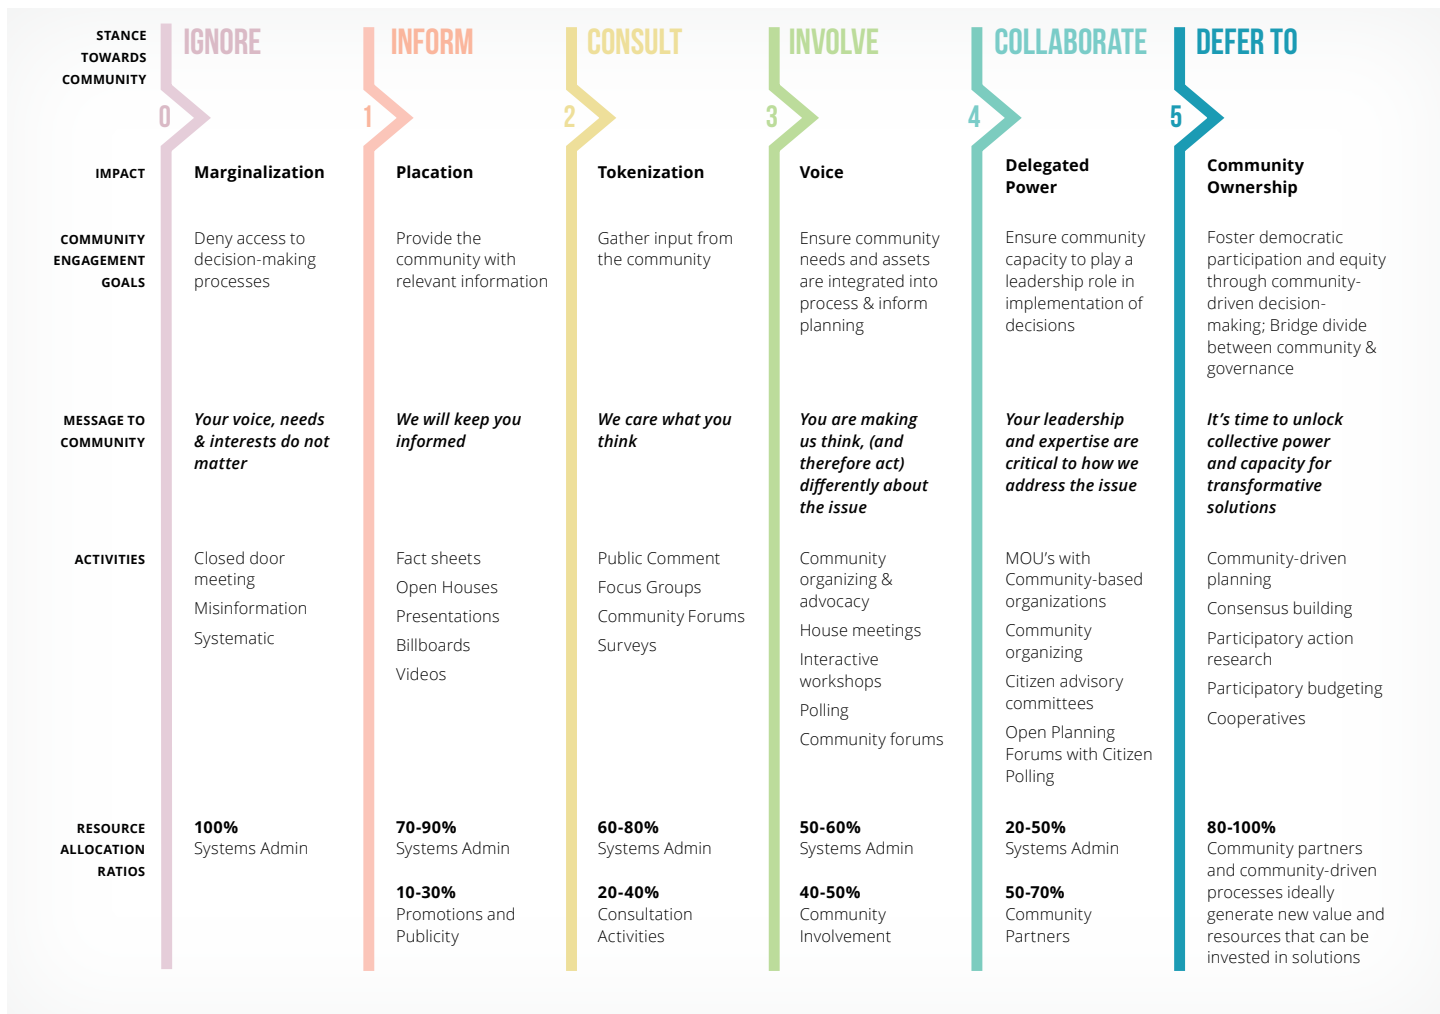 STANCE
TOWARDS
COMMUNITY
IGNORE
INFORM
CONSULT
INVOLVE
COLLABORATE
DEFER TO
0
1
2
3
4
5
IMPACT
Marginalization
Placation
Tokenization
Voice
Delegated
Power
Community
Ownership
COMMUNITY
ENGAGEMENT
GOALS
Deny access to
decision-making
processes
Provide the
community with
relevant information
Gather input from
the community
Ensure community
needs and assets
are integrated into
process & inform
planning
Ensure community
capacity to play a
leadership role in
implementation of
decisions
Foster democratic
participation and equity
through community-
driven decision-
making; Bridge divide
between community &
governance
MESSAGE TO
COMMUNITY
Your voice, needs
& interests do not
matter
We will keep you
informed
We care what you
think
You are making
us think, (and
therefore act)
differently about
the issue
Your leadership
and expertise are
critical to how we
address the issue
It’s time to unlock
collective power
and capacity for
transformative
solutions
ACTIVITIES
Closed door
meeting
Misinformation
Systematic
Fact sheets
Open Houses
Presentations
Billboards
Videos
Public Comment
Focus Groups
Community Forums
Surveys
Community
organizing &
advocacy
House meetings
Interactive
workshops
Polling
Community forums
MOU’s with
Community-based
organizations
Community
organizing
Citizen advisory
committees
Open Planning
Forums with Citizen
Polling
Community-driven
planning
Consensus building
Participatory action
research
Participatory budgeting
Cooperatives
RESOURCE
ALLOCATION
RATIOS
100%
Systems Admin
70-90%
Systems Admin
10-30%
Promotions and
Publicity
60-80%
Systems Admin
20-40%
Consultation
Activities
50-60%
Systems Admin
40-50%
Community
Involvement
20-50%
Systems Admin
50-70%
Community
Partners
80-100%
Community partners
and community-driven
processes ideally
generate new value and
resources that can be
invested in solutions